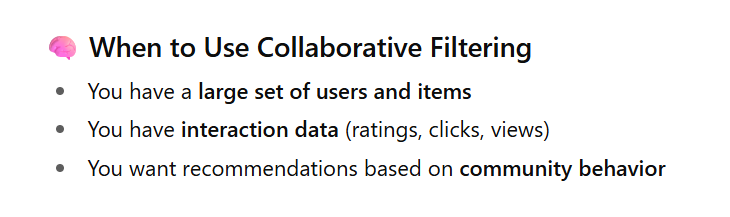 When to Use Collaborative Filtering
You have a large set of users and items
You have interaction data (ratings, clicks, views)
You want recommendations based on community behavior